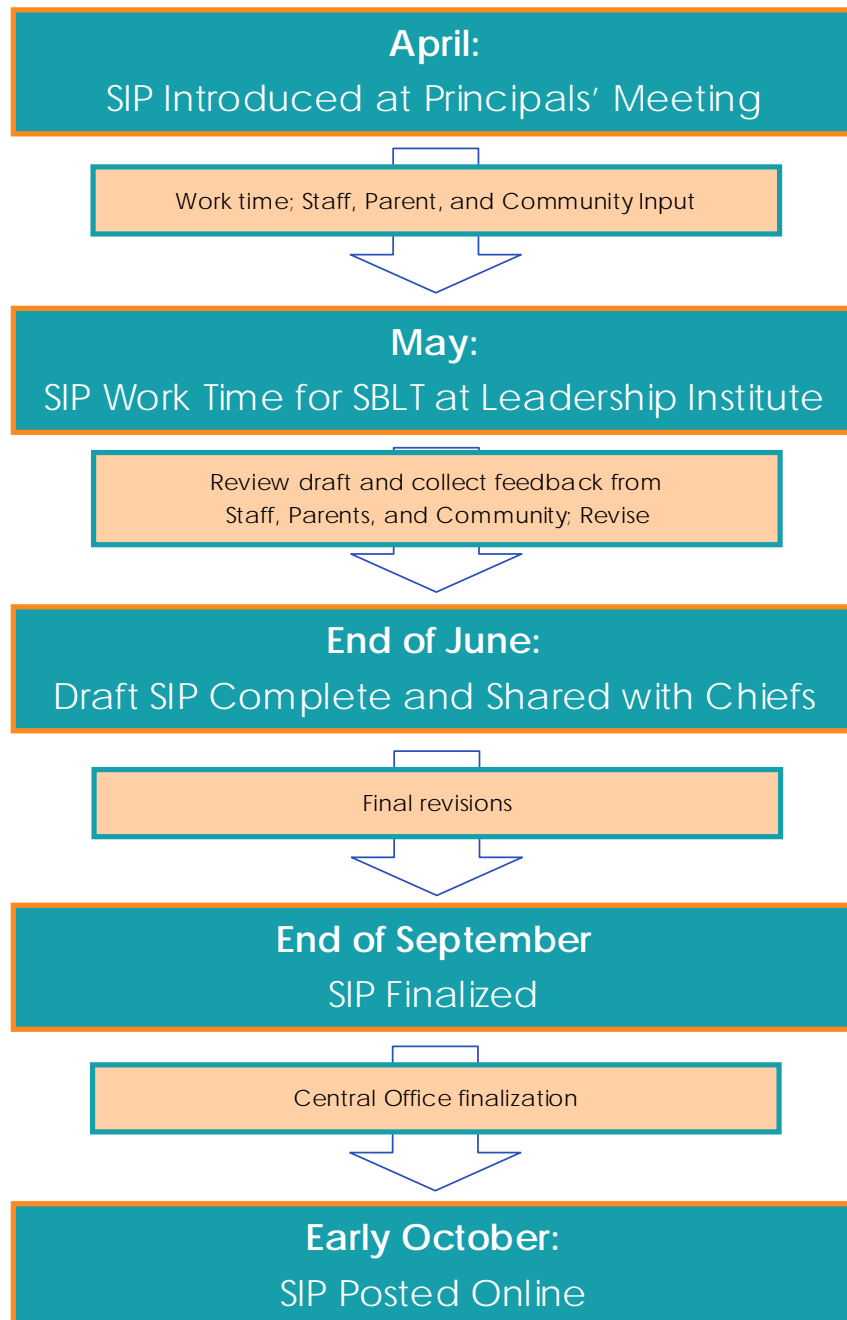 April:
SIP Introduced at Principals' Meeting
Work time; Staff, Parent, and Community Input
May:
SIP Work Time for SBLT at Leadership Institute
Review draft and collect feedback from
Staff, Parents, and Community; Revise
End of June:
Draft SIP Complete and Shared with Chiefs
Final revisions
End of September
SIP Finalized
Central Office finalization
Early October:
SIP Posted Online